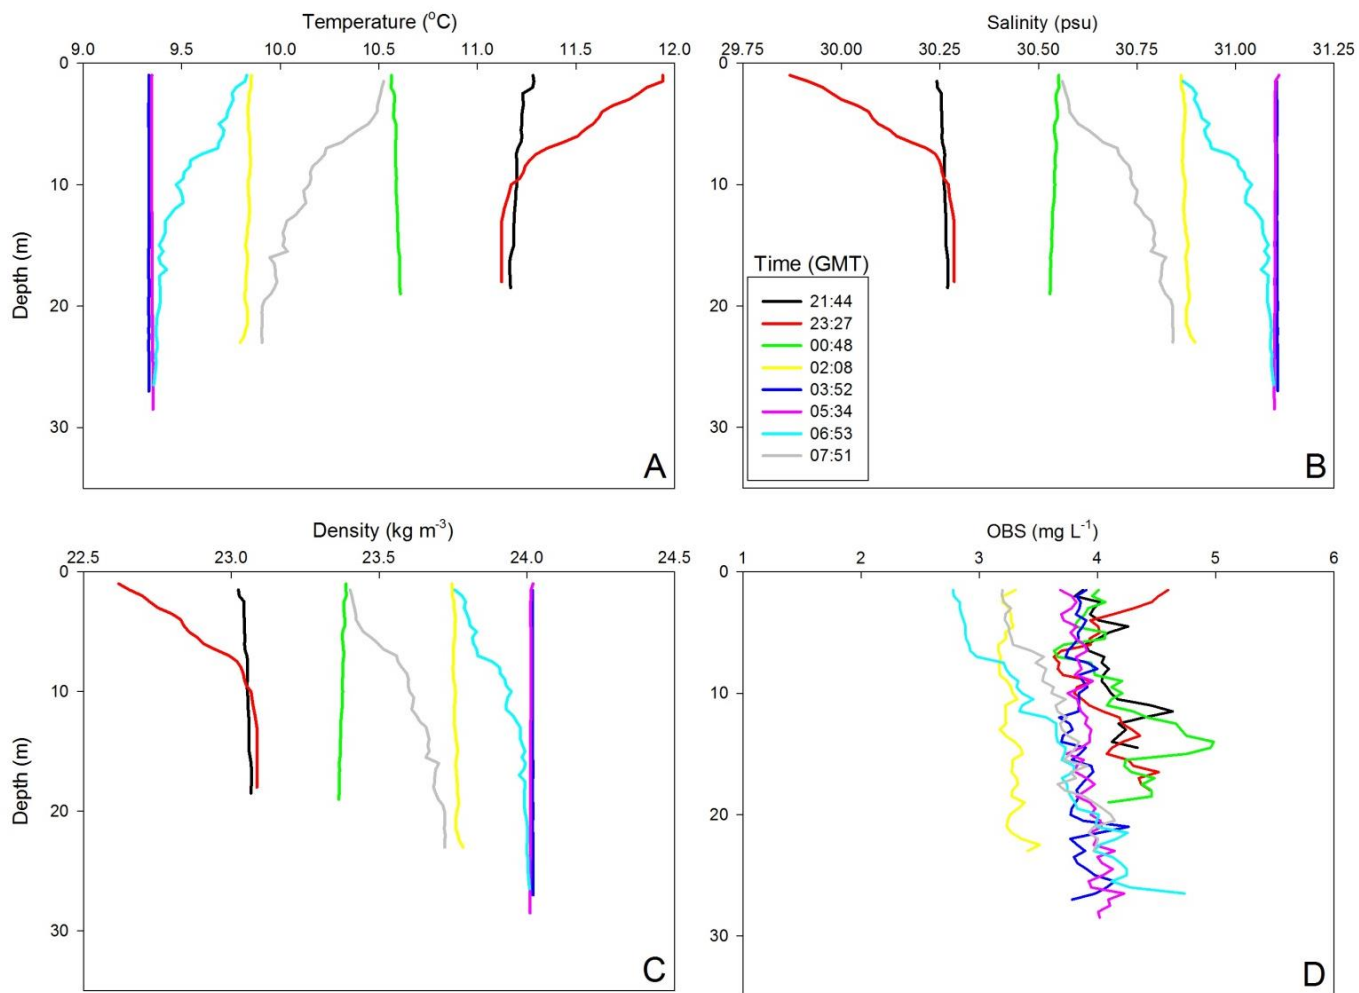 Temperature (°C)
9.0 9.5 10.0 10.5 11.0 11.5 12.0
0
10
20
30
Depth (m)
A
Salinity (psu)
29.75 30.00 30.25 30.50 30.75 31.00 31.25
0
10
20
30
Time (GMT)
21:44
23:27
00:48
02:08
03:52
05:34
06:53
07:51
B
Density (kg m⁻³)
22.5 23.0 23.5 24.0 24.5
0
10
20
30
Depth (m)
C
OBS (mg L⁻¹)
1 2 3 4 5 6
0
10
20
30
D